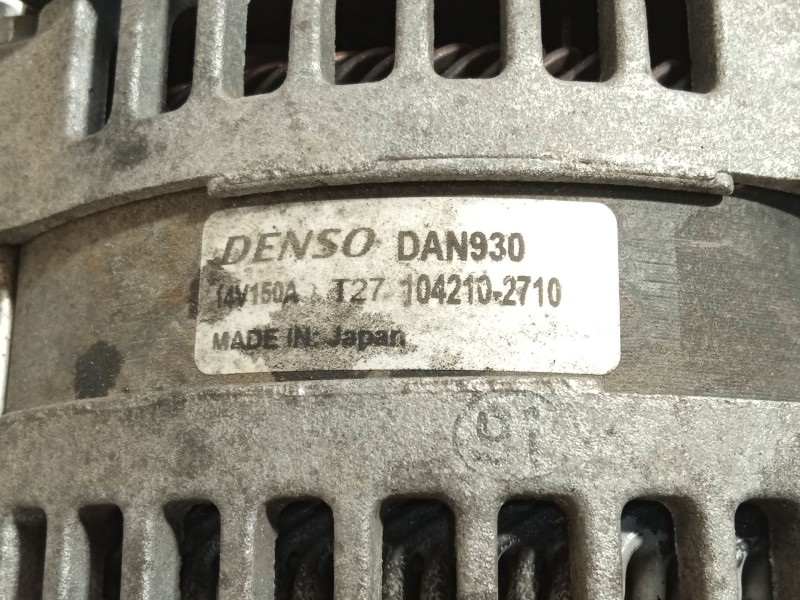 DENSO DAN930
14V150A T27 104210-2710
MADE IN: Japan